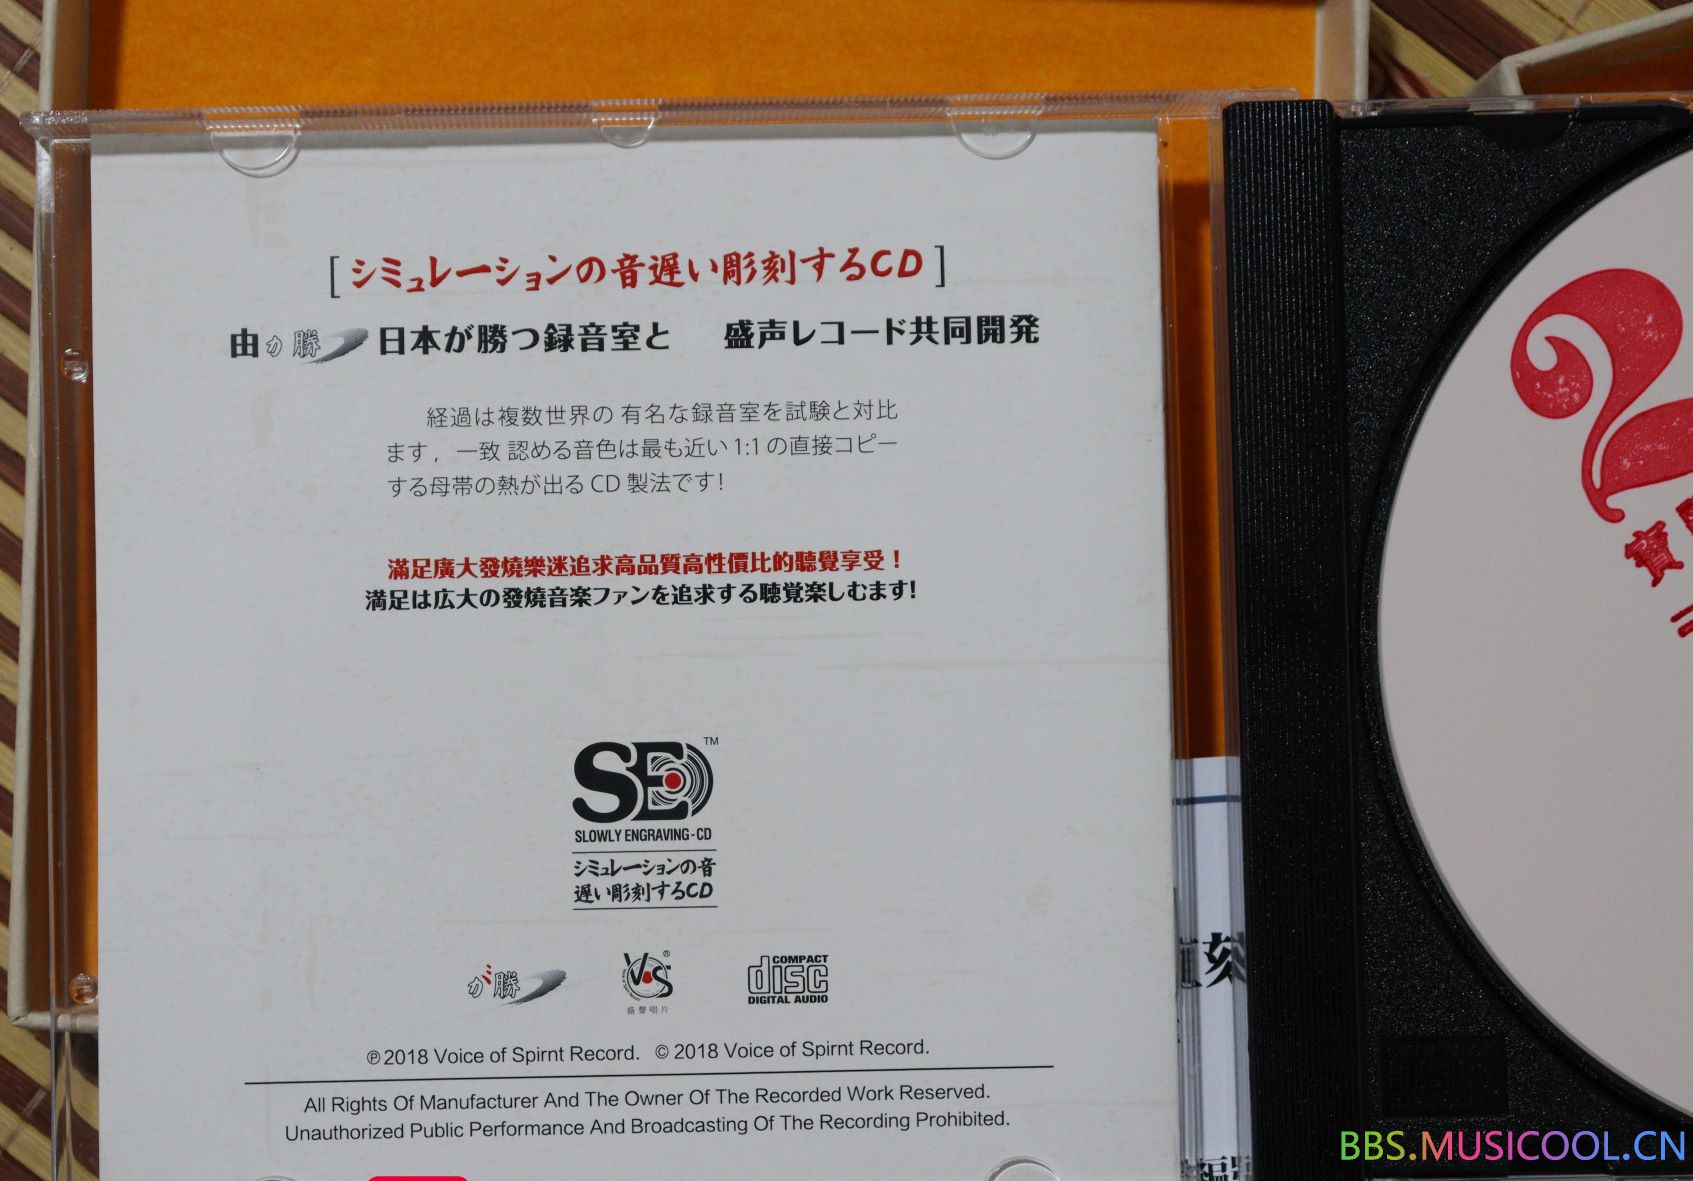 [シミュレーションの音遅い彫刻するCD]
由カ勝 日本が勝つ録音室と 盛声レコード共同開発
経過は複数世界の 有名な録音室を試験と対比
ます，一致 認める音色は最も近い 1:1 の直接コピー
する母帯の熱が出る CD 製法です!
滿足廣大發燒樂迷追求高品質高性價比的聽覺享受！
満足は広大の發燒音楽ファンを追求する聴覚楽しむます!
SE TM
SLOWLY ENGRAVING-CD
シミュレーションの音
遅い彫刻するCD
が勝
VoS ®
盛聲唱片
COMPACT
disc
DIGITAL AUDIO
℗ 2018 Voice of Spirnt Record. © 2018 Voice of Spirnt Record.
All Rights Of Manufacturer And The Owner Of The Recorded Work Reserved.
Unauthorized Public Performance And Broadcasting Of The Recording Prohibited.
寶
刻
BBS.MUSICOOL.CN